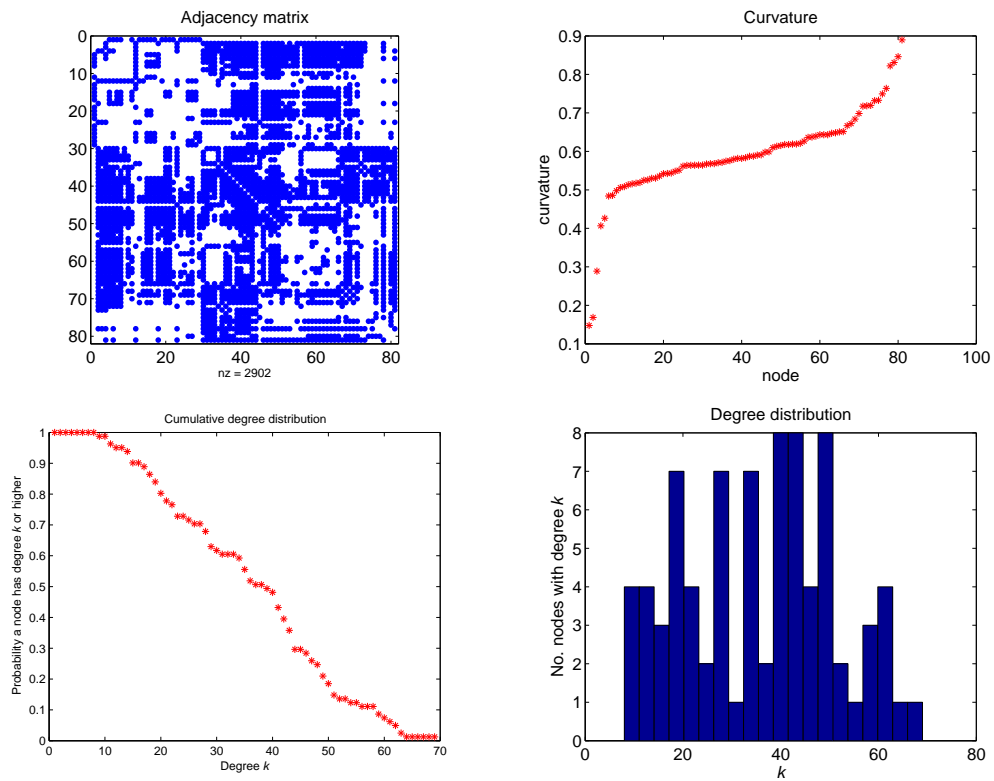 Adjacency matrix
0
10
20
30
40
50
60
70
80
0 20 40 60 80
nz = 2902
Curvature
0.9
0.8
0.7
0.6
0.5
0.4
0.3
0.2
0.1
curvature
0 20 40 60 80 100
node
Cumulative degree distribution
1
0.9
0.8
0.7
0.6
0.5
0.4
0.3
0.2
0.1
0
Probability a node has degree k or higher
0 10 20 30 40 50 60 70
Degree k
Degree distribution
8
7
6
5
4
3
2
1
0
No. nodes with degree k
0 20 40 60 80
k